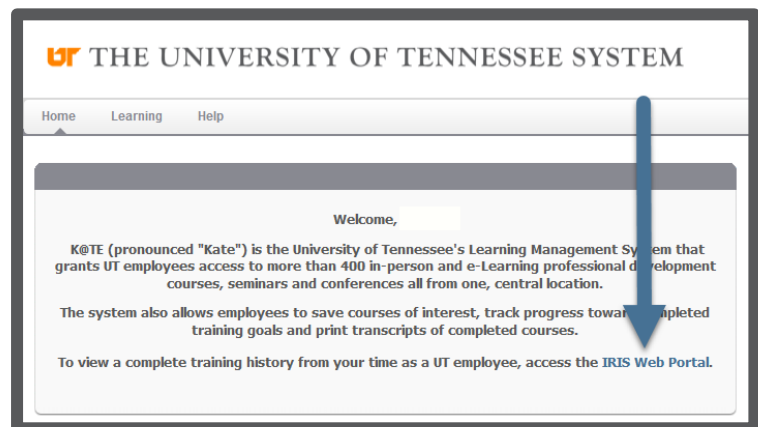 UT THE UNIVERSITY OF TENNESSEE SYSTEM
Home Learning Help
Welcome,
K@TE (pronounced "Kate") is the University of Tennessee's Learning Management System that
grants UT employees access to more than 400 in-person and e-Learning professional development
courses, seminars and conferences all from one, central location.
The system also allows employees to save courses of interest, track progress toward completed
training goals and print transcripts of completed courses.
To view a complete training history from your time as a UT employee, access the IRIS Web Portal.